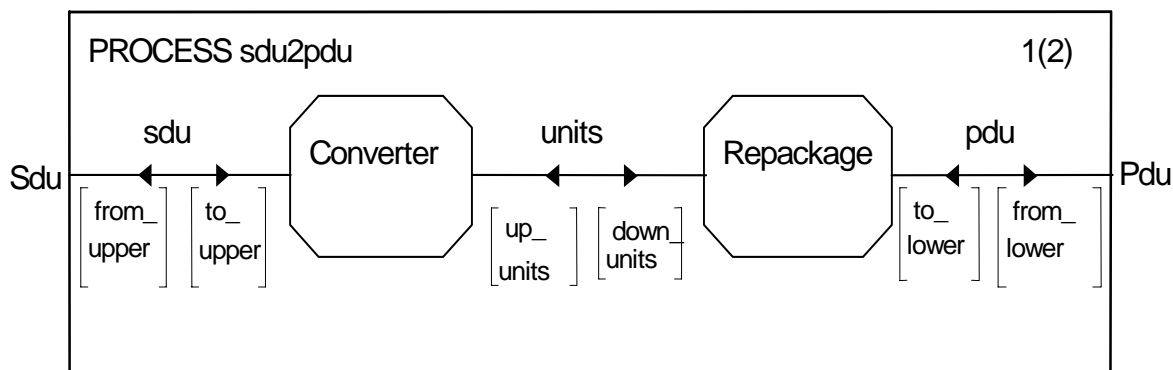 PROCESS sdu2pdu 1(2)
sdu
Converter
units
Repackage
pdu
Sdu
Pdu
from_
upper
to_
upper
up_
units
down_
units
to_
lower
from_
lower